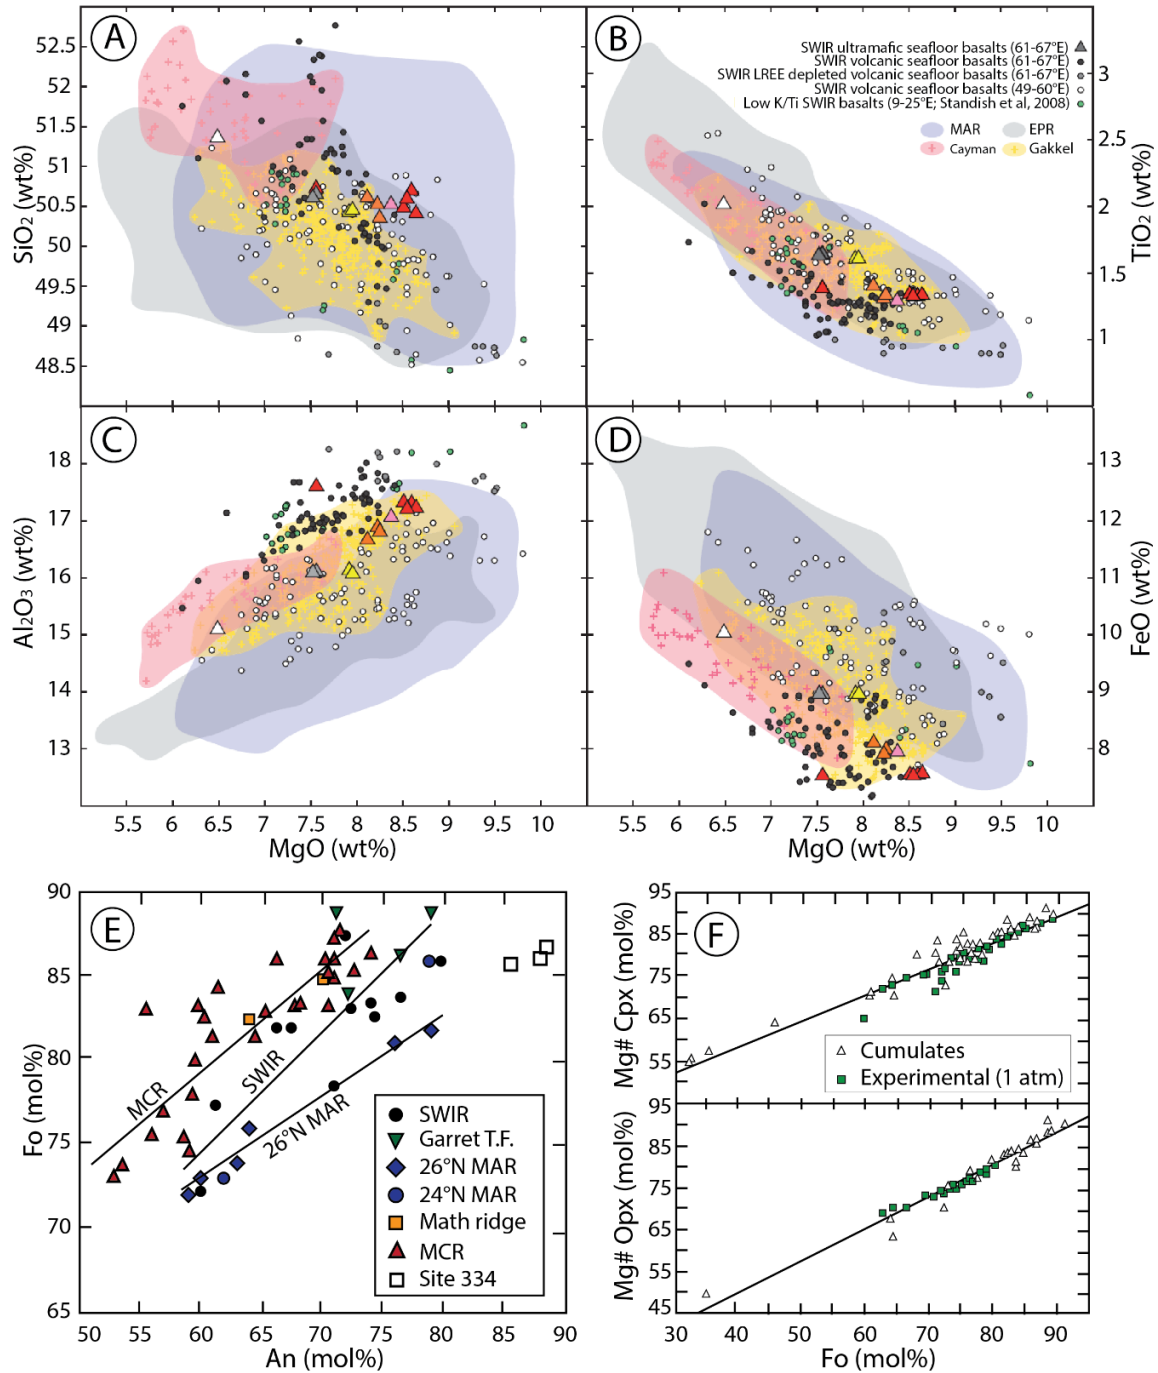 A
SiO2 (wt%)
52.5
52
51.5
51
50.5
50
49.5
49
48.5
B
SWIR ultramafic seafloor basalts (61-67°E)
SWIR volcanic seafloor basalts (61-67°E)
SWIR LREE depleted volcanic seafloor basalts (61-67°E)
SWIR volcanic seafloor basalts (49-60°E)
Low K/Ti SWIR basalts (9-25°E; Standish et al, 2008)
MAR
EPR
Cayman
Gakkel
3
2.5
2
1.5
1
TiO2 (wt%)
C
Al2O3 (wt%)
18
17
16
15
14
13
5.5 6 6.5 7 7.5 8 8.5 9 9.5 10
MgO (wt%)
D
13
12
11
10
9
8
FeO (wt%)
5.5 6 6.5 7 7.5 8 8.5 9 9.5 10
MgO (wt%)
E
Fo (mol%)
90
85
80
75
70
65
MCR
SWIR
26°N MAR
SWIR
Garret T.F.
26°N MAR
24°N MAR
Math ridge
MCR
Site 334
50 55 60 65 70 75 80 85 90
An (mol%)
F
Mg# Cpx (mol%)
95
85
75
65
55
Cumulates
Experimental (1 atm)
Mg# Opx (mol%)
95
85
75
65
55
45
30 40 50 60 70 80 90
Fo (mol%)